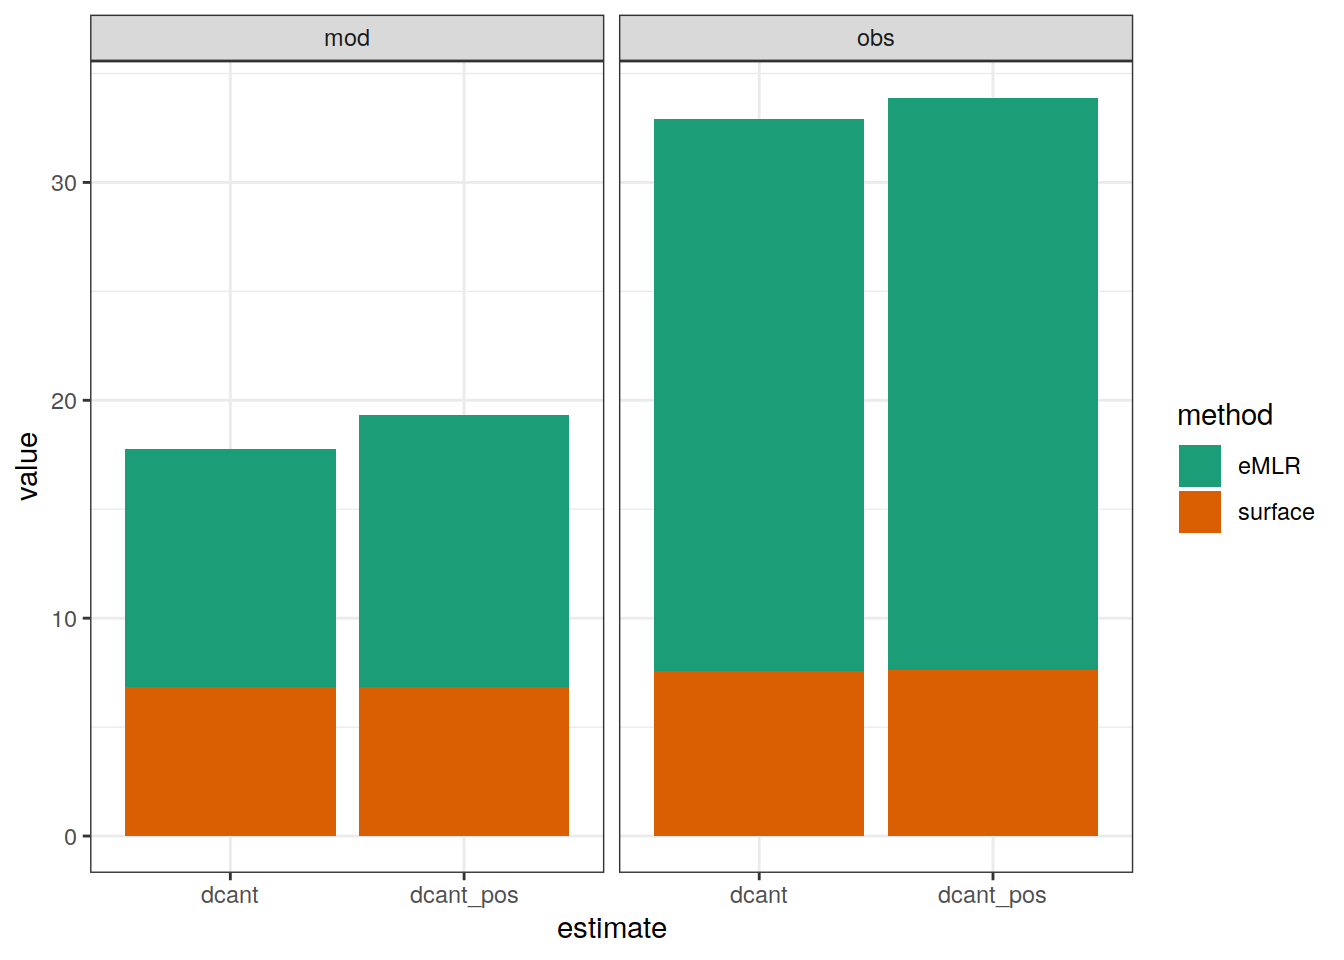 mod
obs
30
20
10
0
value
dcant
dcant_pos
dcant
dcant_pos
estimate
method
eMLR
surface